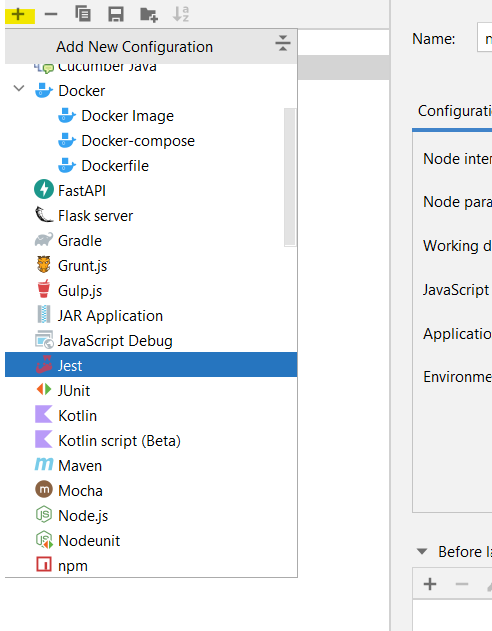 Add New Configuration
Cucumber Java
Docker
Docker Image
Docker-compose
Dockerfile
FastAPI
Flask server
Gradle
Grunt.js
Gulp.js
JAR Application
JavaScript Debug
Jest
JUnit
Kotlin
Kotlin script (Beta)
Maven
Mocha
Node.js
Nodeunit
npm
Name:
n
Configurati
Node inter
Node para
Working d
JavaScript
Applicatio
Environme
Before la